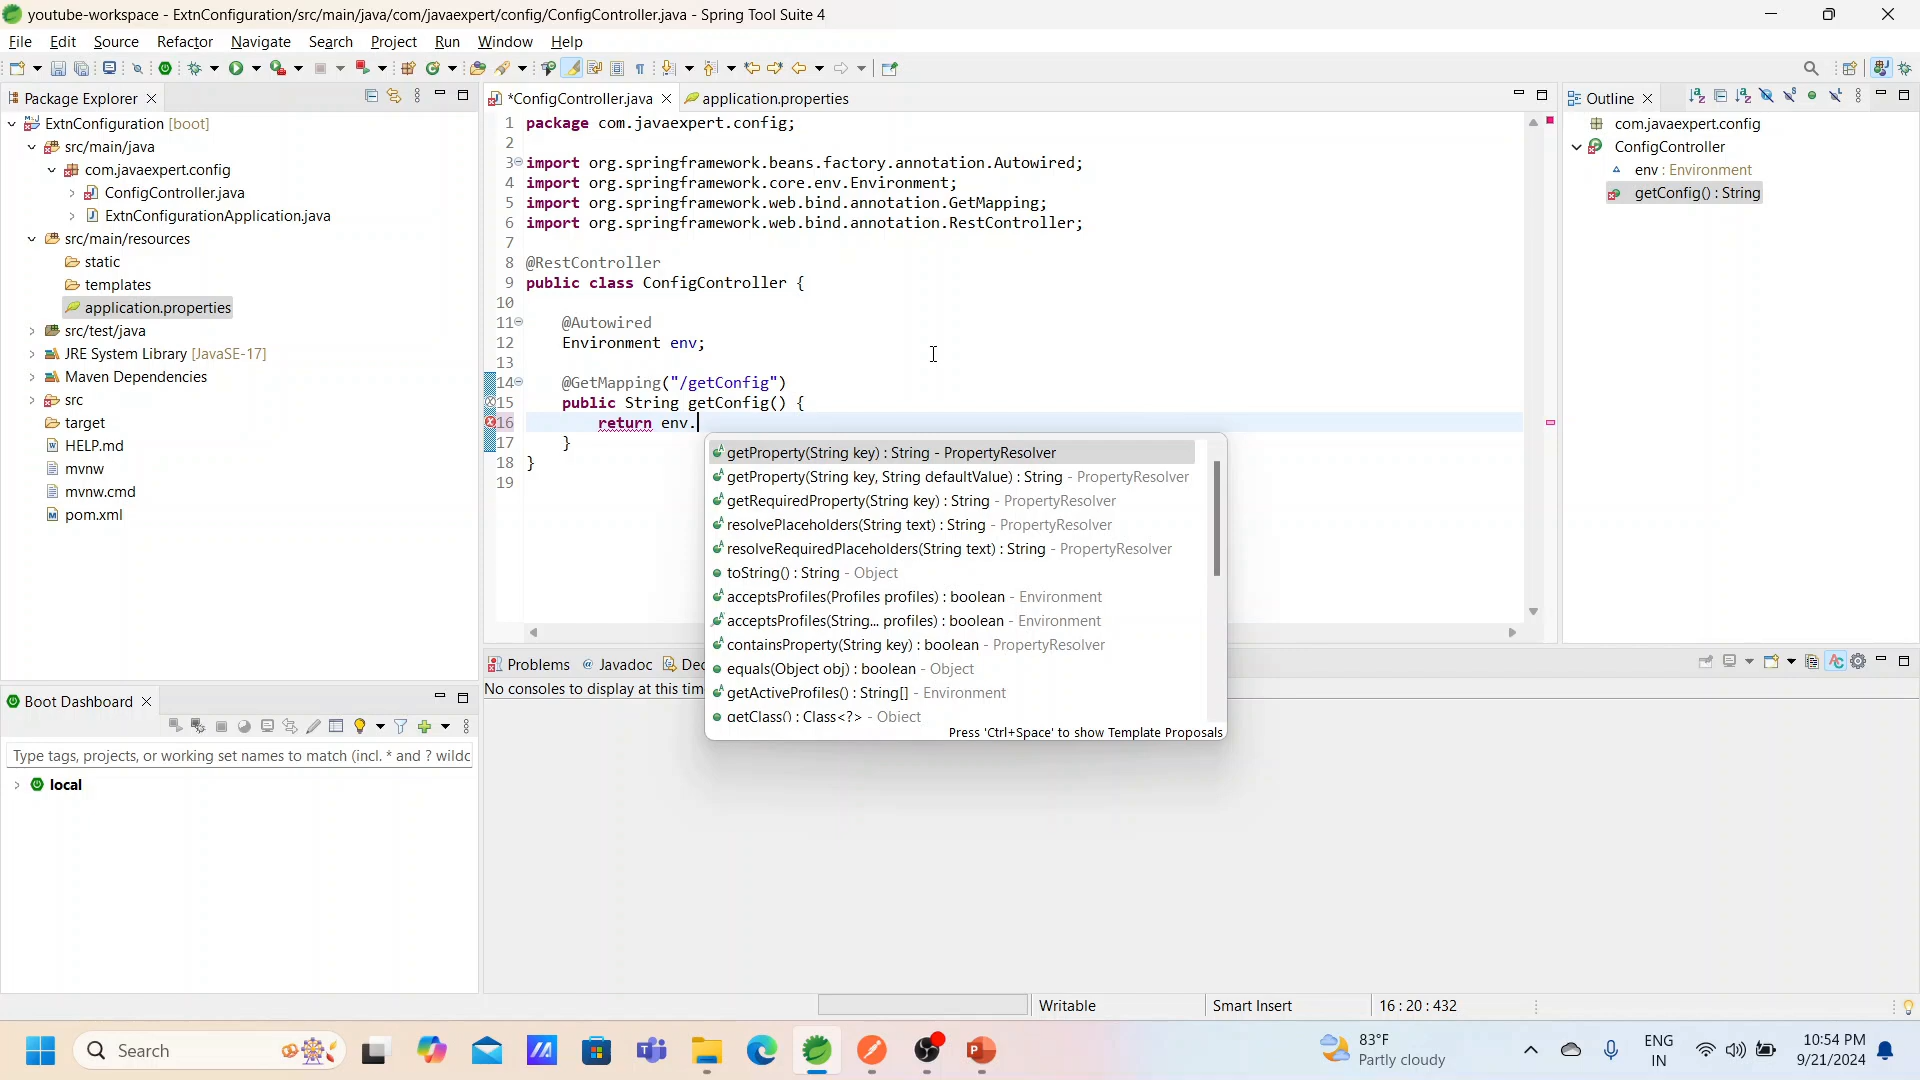 youtube-workspace - ExtnConfiguration/src/main/java/com/javaexpert/config/ConfigController.java - Spring Tool Suite 4
File Edit Source Refactor Navigate Search Project Run Window Help
Package Explorer
ExtnConfiguration [boot]
src/main/java
com.javaexpert.config
ConfigController.java
ExtnConfigurationApplication.java
src/main/resources
static
templates
application.properties
src/test/java
JRE System Library [JavaSE-17]
Maven Dependencies
src
target
HELP.md
mvnw
mvnw.cmd
pom.xml
*ConfigController.java application.properties
1 package com.javaexpert.config;
2
3 import org.springframework.beans.factory.annotation.Autowired;
4 import org.springframework.core.env.Environment;
5 import org.springframework.web.bind.annotation.GetMapping;
6 import org.springframework.web.bind.annotation.RestController;
7
8 @RestController
9 public class ConfigController {
10
11 @Autowired
12 Environment env;
13
14 @GetMapping("/getConfig")
15 public String getConfig() {
16 return env.
17 }
18 }
19
getProperty(String key) : String - PropertyResolver
getProperty(String key, String defaultValue) : String - PropertyResolver
getRequiredProperty(String key) : String - PropertyResolver
resolvePlaceholders(String text) : String - PropertyResolver
resolveRequiredPlaceholders(String text) : String - PropertyResolver
toString() : String - Object
acceptsProfiles(Profiles profiles) : boolean - Environment
acceptsProfiles(String... profiles) : boolean - Environment
containsProperty(String key) : boolean - PropertyResolver
equals(Object obj) : boolean - Object
getActiveProfiles() : String[] - Environment
getClass() : Class<?> - Object
Press 'Ctrl+Space' to show Template Proposals
Outline
com.javaexpert.config
ConfigController
env : Environment
getConfig() : String
Problems @ Javadoc Dec
No consoles to display at this tim
Boot Dashboard
Type tags, projects, or working set names to match (incl. * and ? wildc
local
Writable Smart Insert 16 : 20 : 432
Search
83°F
Partly cloudy
ENG
IN
10:54 PM
9/21/2024